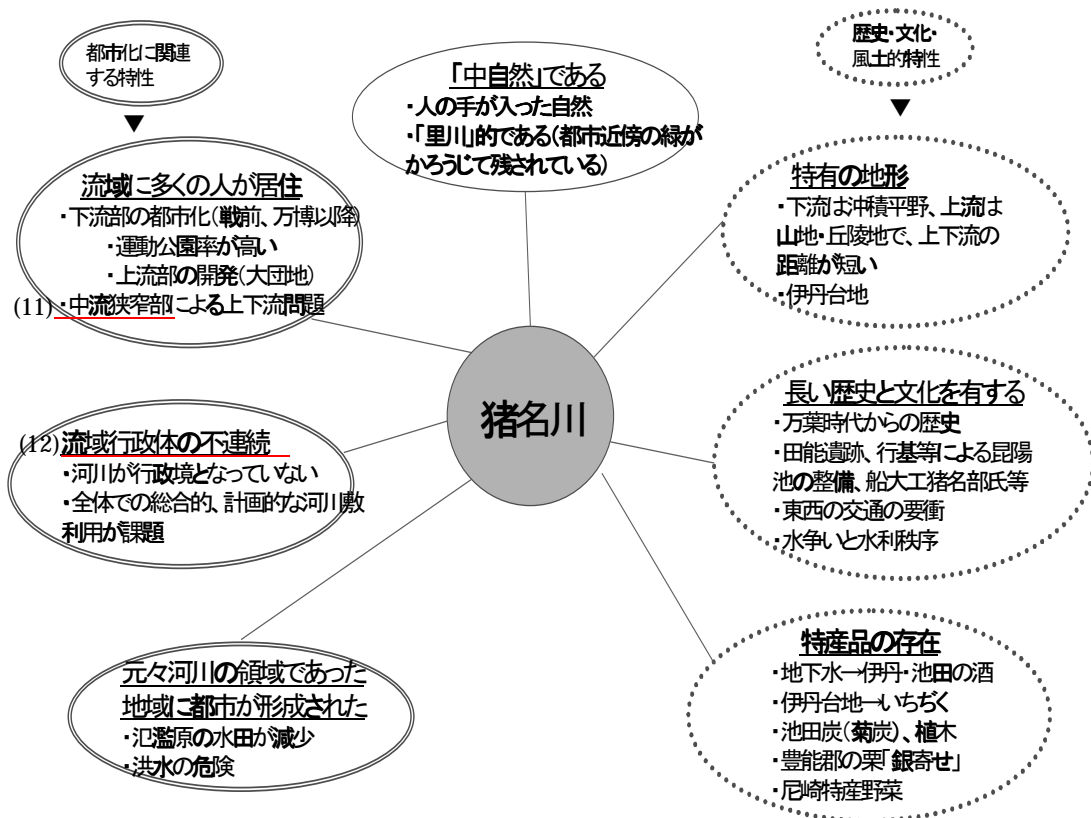 都市化に関連
する特性
▼
歴史・文化・
風土的特性
▼
「中自然」である
・人の手が入った自然
・「里川」的である(都市近傍の緑が
かろうじて残されている)
流域に多くの人が居住
・下流部の都市化(戦前、万博以降)
・運動公園率が高い
・上流部の開発(大団地)
(11)・中流狭窄部による上下流問題
特有の地形
・下流は沖積平野、上流は
山地・丘陵地で、上下流の
距離が短い
・伊丹台地
猪名川
(12)流域行政体の不連続
・河川が行政境となっていない
・全体での総合的、計画的な河川敷
利用が課題
長い歴史と文化を有する
・万葉時代からの歴史
・田能遺跡、行基等による昆陽
池の整備、船大工猪名部氏等
・東西の交通の要衝
・水争いと水利秩序
元々河川の領域であった
地域に都市が形成された
・氾濫原の水田が減少
・洪水の危険
特産品の存在
・地下水→伊丹・池田の酒
・伊丹台地→いちぢく
・池田炭(菊炭)、植木
・豊能郡の栗「銀寄せ」
・尼崎特産野菜